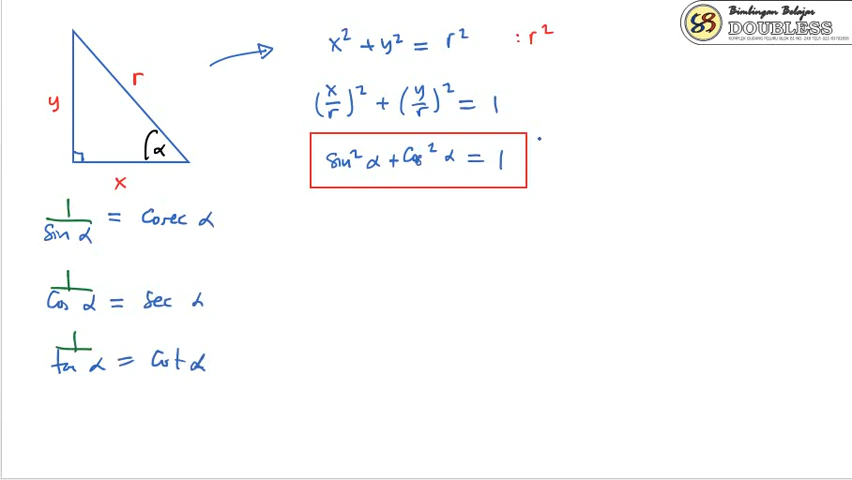 Bimbingan Belajar
DOUBLESS
y
r
α
x
x² + y² = r² : r²
(x/r)² + (y/r)² = 1
sin² α + Cos² α = 1
1/sin α = Cosec α
1/Cos α = Sec α
1/tan α = Cot α